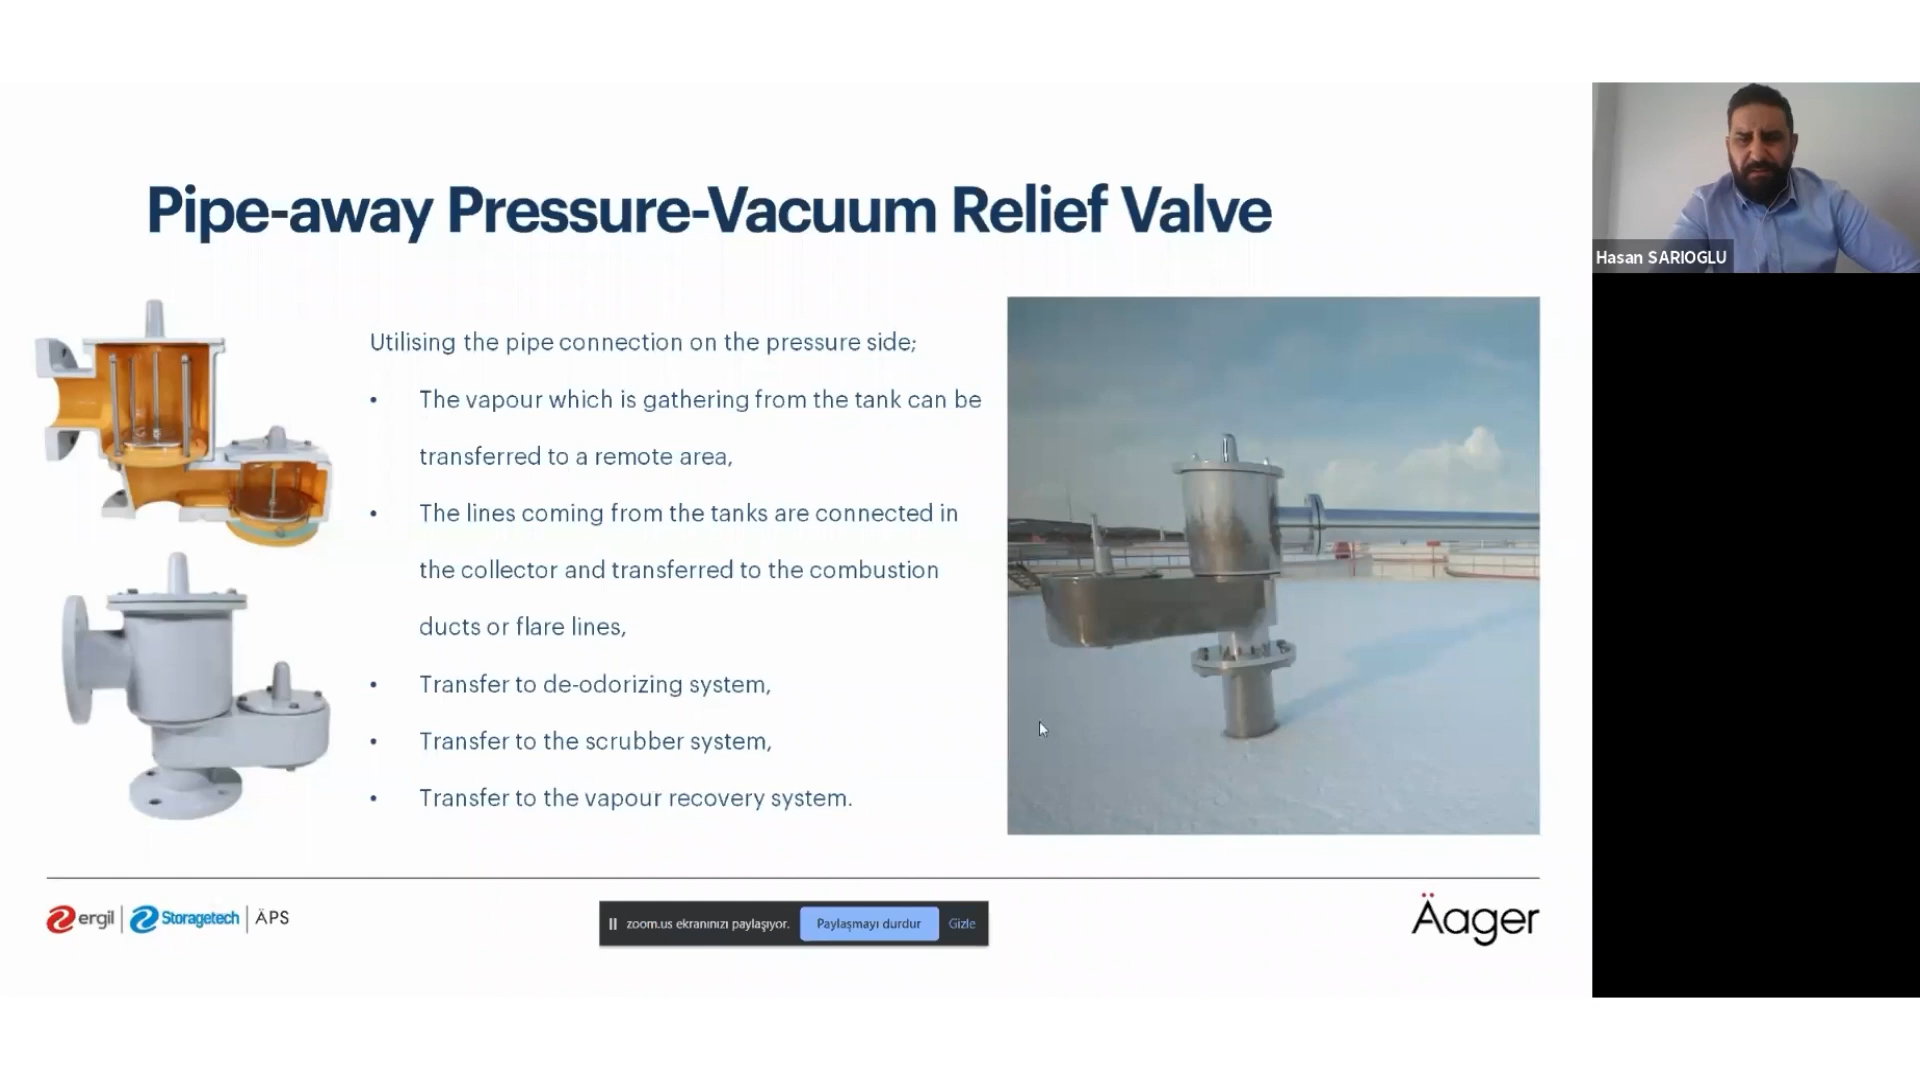 Pipe-away Pressure-Vacuum Relief Valve
Hasan SARIOGLU
Utilising the pipe connection on the pressure side;
• The vapour which is gathering from the tank can be
transferred to a remote area,
• The lines coming from the tanks are connected in
the collector and transferred to the combustion
ducts or flare lines,
• Transfer to de-odorizing system,
• Transfer to the scrubber system,
• Transfer to the vapour recovery system.
ergil | Storagetech | ÄPS
zoom.us ekranınızı paylaşıyor. Paylaşmayı durdur Gizle
Äager